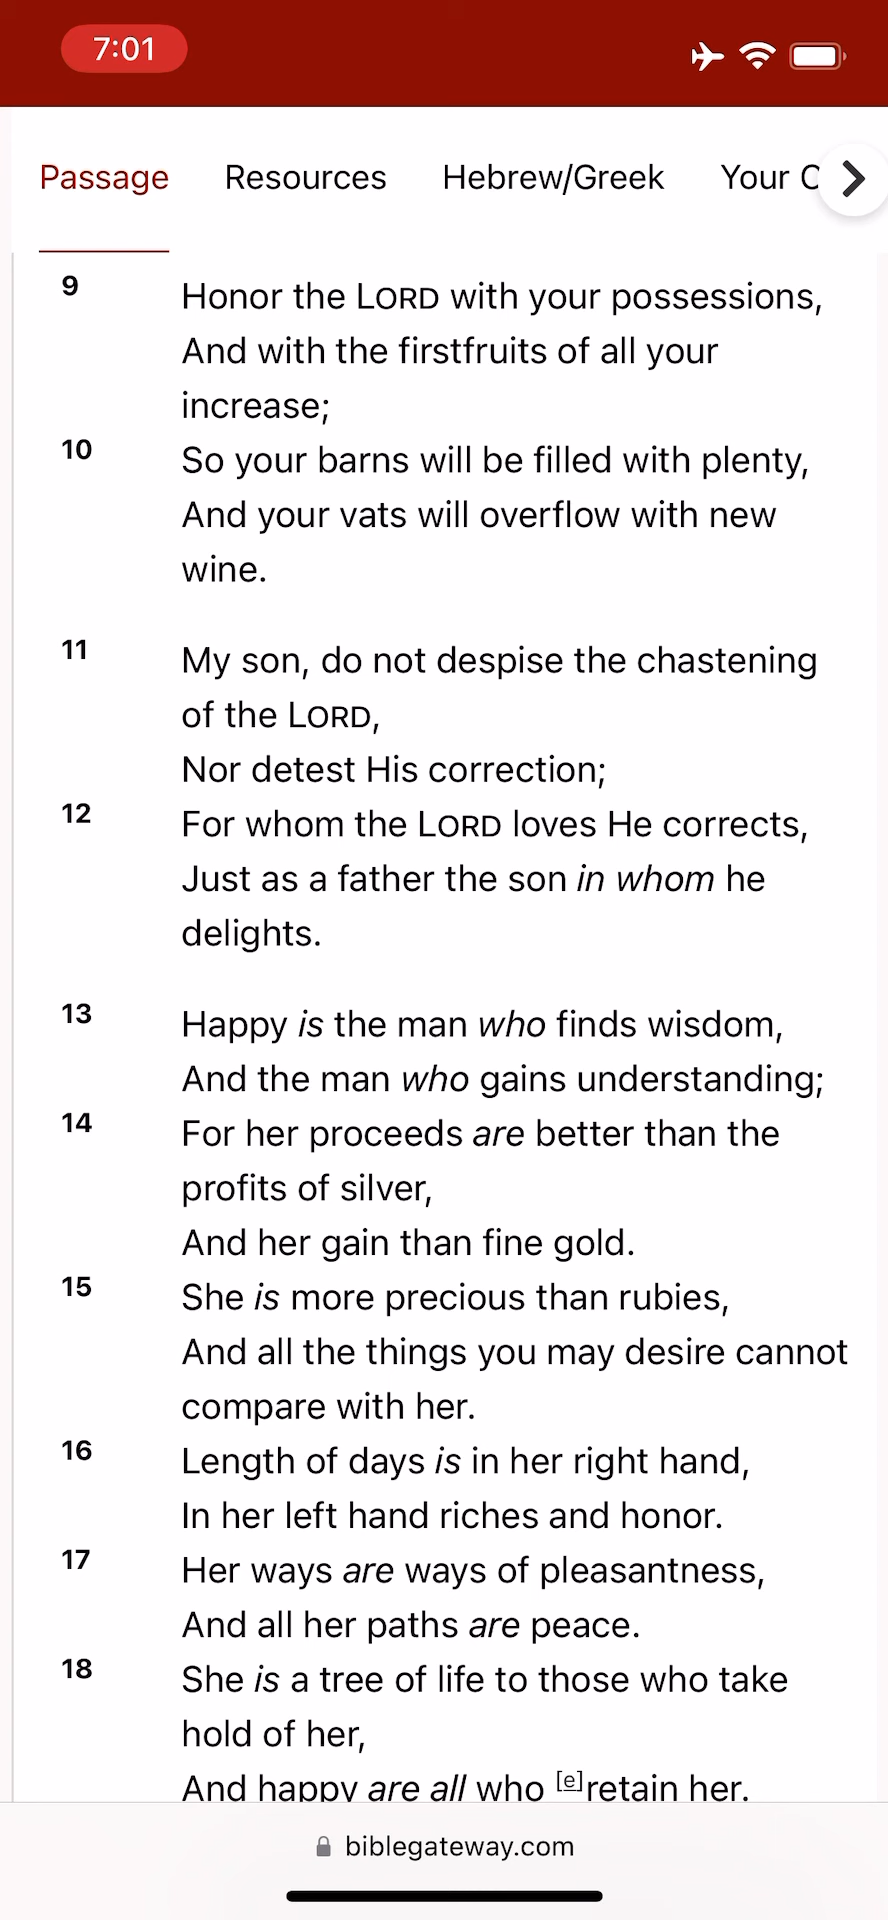 7:01
Passage Resources Hebrew/Greek Your C
9 Honor the LORD with your possessions,
And with the firstfruits of all your
increase;
10 So your barns will be filled with plenty,
And your vats will overflow with new
wine.
11 My son, do not despise the chastening
of the LORD,
Nor detest His correction;
12 For whom the LORD loves He corrects,
Just as a father the son in whom he
delights.
13 Happy is the man who finds wisdom,
And the man who gains understanding;
14 For her proceeds are better than the
profits of silver,
And her gain than fine gold.
15 She is more precious than rubies,
And all the things you may desire cannot
compare with her.
16 Length of days is in her right hand,
In her left hand riches and honor.
17 Her ways are ways of pleasantness,
And all her paths are peace.
18 She is a tree of life to those who take
hold of her,
And happy are all who [e]retain her.
biblegateway.com